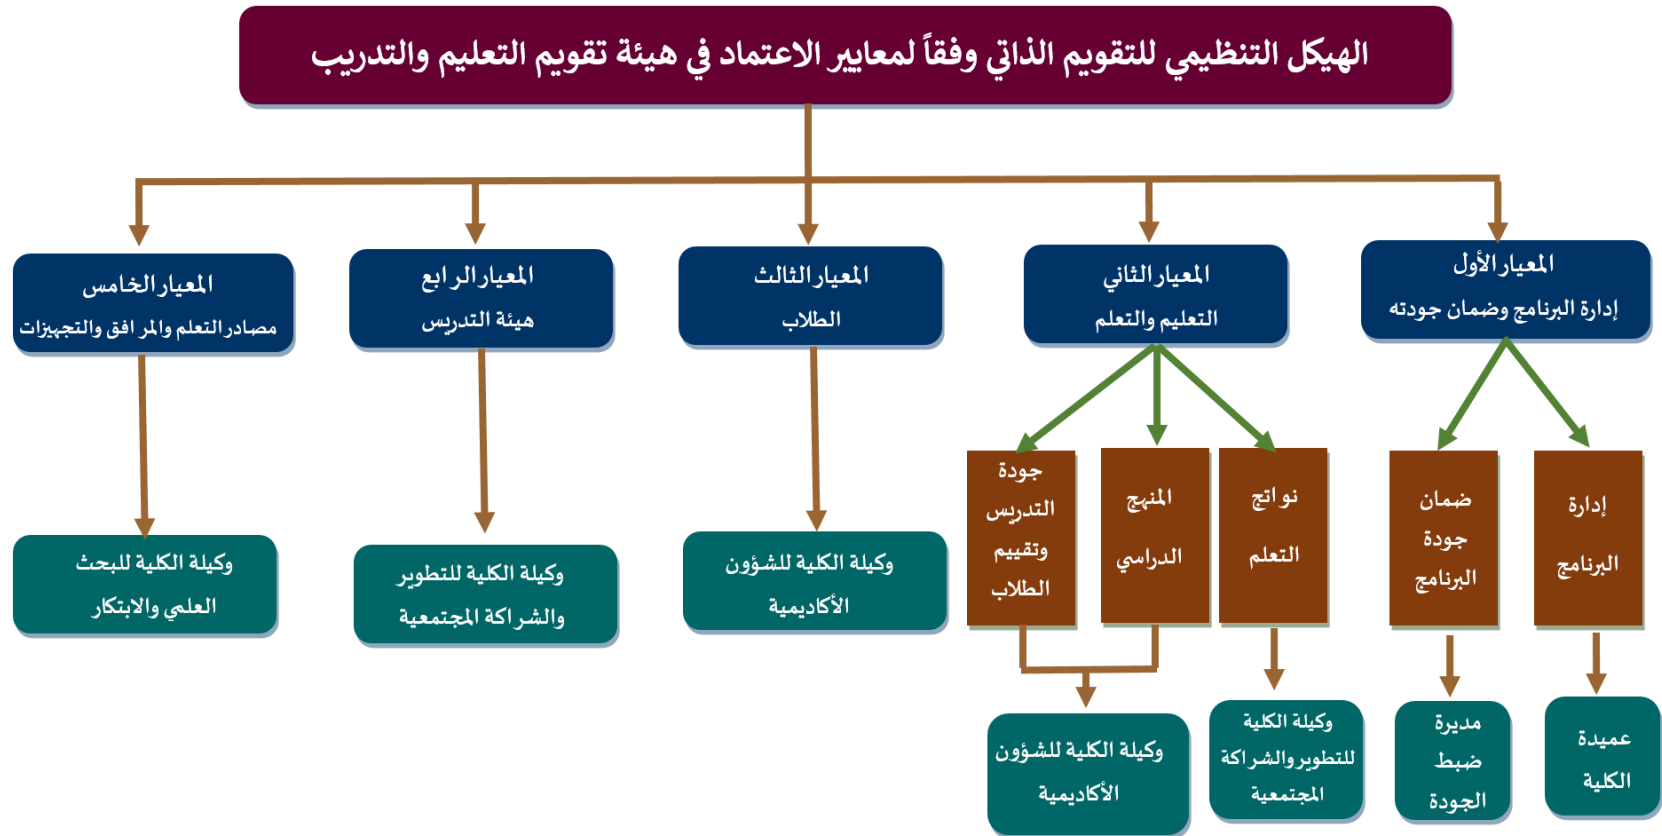 الهيكل التنظيمي للتقويم الذاتي وفقاً لمعايير الاعتماد في هيئة تقويم التعليم والتدريب
المعيار الأول
إدارة البرنامج وضمان جودته
المعيار الثاني
التعليم والتعلم
المعيار الثالث
الطلاب
المعيار الرابع
هيئة التدريس
المعيار الخامس
مصادر التعلم والمرافق والتجهيزات
إدارة
البرنامج
ضمان
جودة
البرنامج
نواتج
التعلم
المنهج
الدراسي
جودة
التدريس
وتقييم
الطلاب
عميدة
الكلية
مديرة
ضبط
الجودة
وكيلة الكلية
للتطوير والشراكة
المجتمعية
وكيلة الكلية للشؤون
الأكاديمية
وكيلة الكلية للشؤون
الأكاديمية
وكيلة الكلية للتطوير
والشراكة المجتمعية
وكيلة الكلية للبحث
العلمي والابتكار